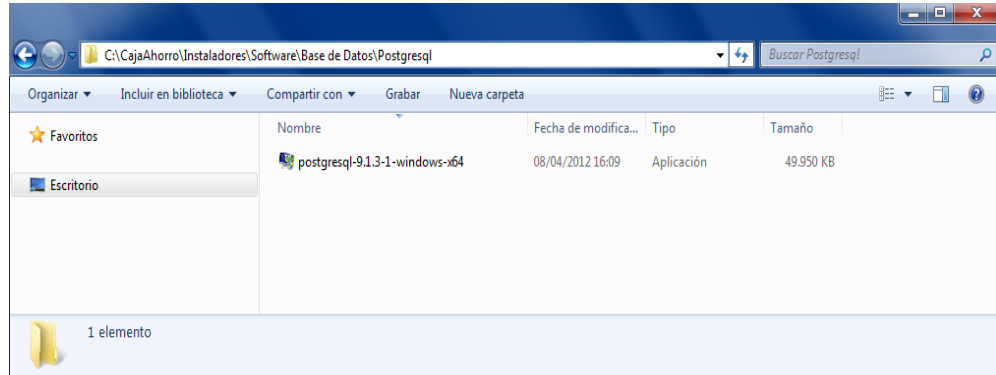 C:\CajaAhorro\Instaladores\Software\Base de Datos\Postgresql
Buscar Postgresql
Organizar Incluir en biblioteca Compartir con Grabar Nueva carpeta
Favoritos
Escritorio
Nombre Fecha de modifica... Tipo Tamaño
postgresql-9.1.3-1-windows-x64 08/04/2012 16:09 Aplicación 49.950 KB
1 elemento